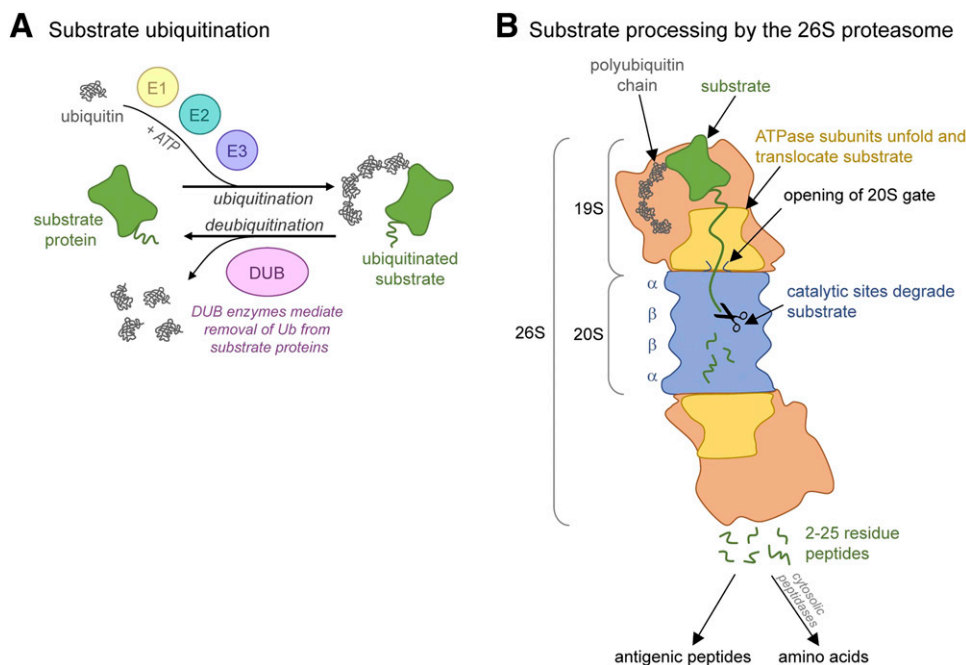 A Substrate ubiquitination
ubiquitin
E1
E2
E3
+ ATP
substrate
protein
ubiquitination
deubiquitination
DUB
ubiquitinated
substrate
DUB enzymes mediate
removal of Ub from
substrate proteins
B Substrate processing by the 26S proteasome
polyubiquitin
chain
substrate
ATPase subunits unfold and
translocate substrate
opening of 20S gate
19S
α
β
β
α
catalytic sites degrade
substrate
26S
20S
2-25 residue
peptides
cytosolic
peptidases
antigenic peptides
amino acids